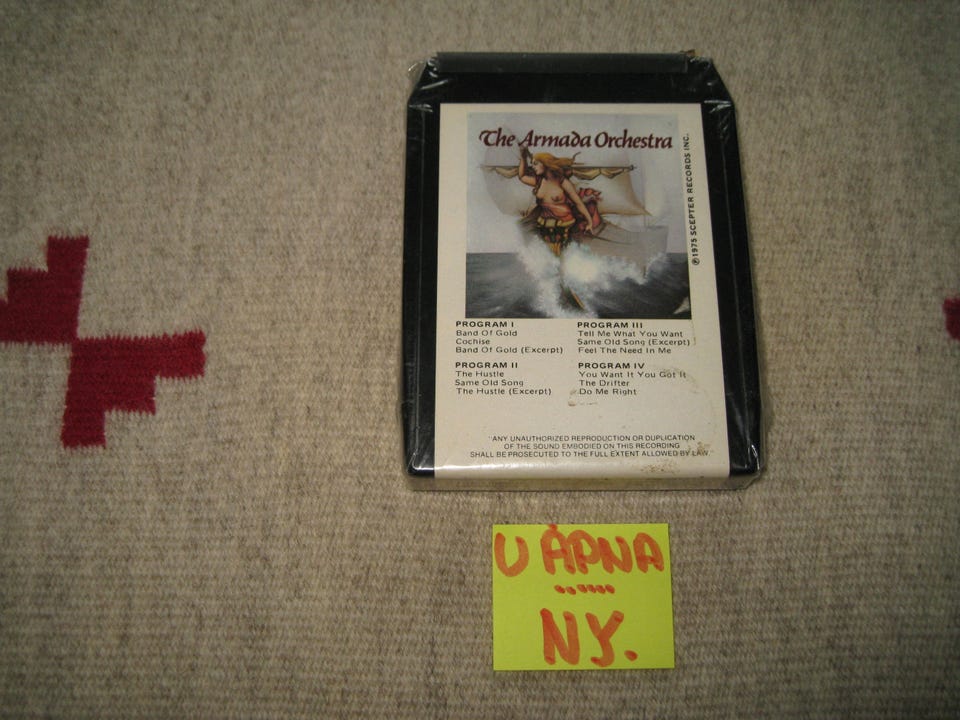 The Armada Orchestra
℗1975 SCEPTER RECORDS INC.
PROGRAM I
Band Of Gold
Cochise
Band Of Gold (Excerpt)
PROGRAM II
The Hustle
Same Old Song
The Hustle (Excerpt)
PROGRAM III
Tell Me What You Want
Same Old Song (Excerpt)
Feel The Need In Me
PROGRAM IV
You Want It You Got It
The Drifter
Do Me Right
ANY UNAUTHORIZED REPRODUCTION OR DUPLICATION
OF THE SOUND EMBODIED ON THIS RECORDING
SHALL BE PROSECUTED TO THE FULL EXTENT ALLOWED BY LAW.
U APNA
NY.